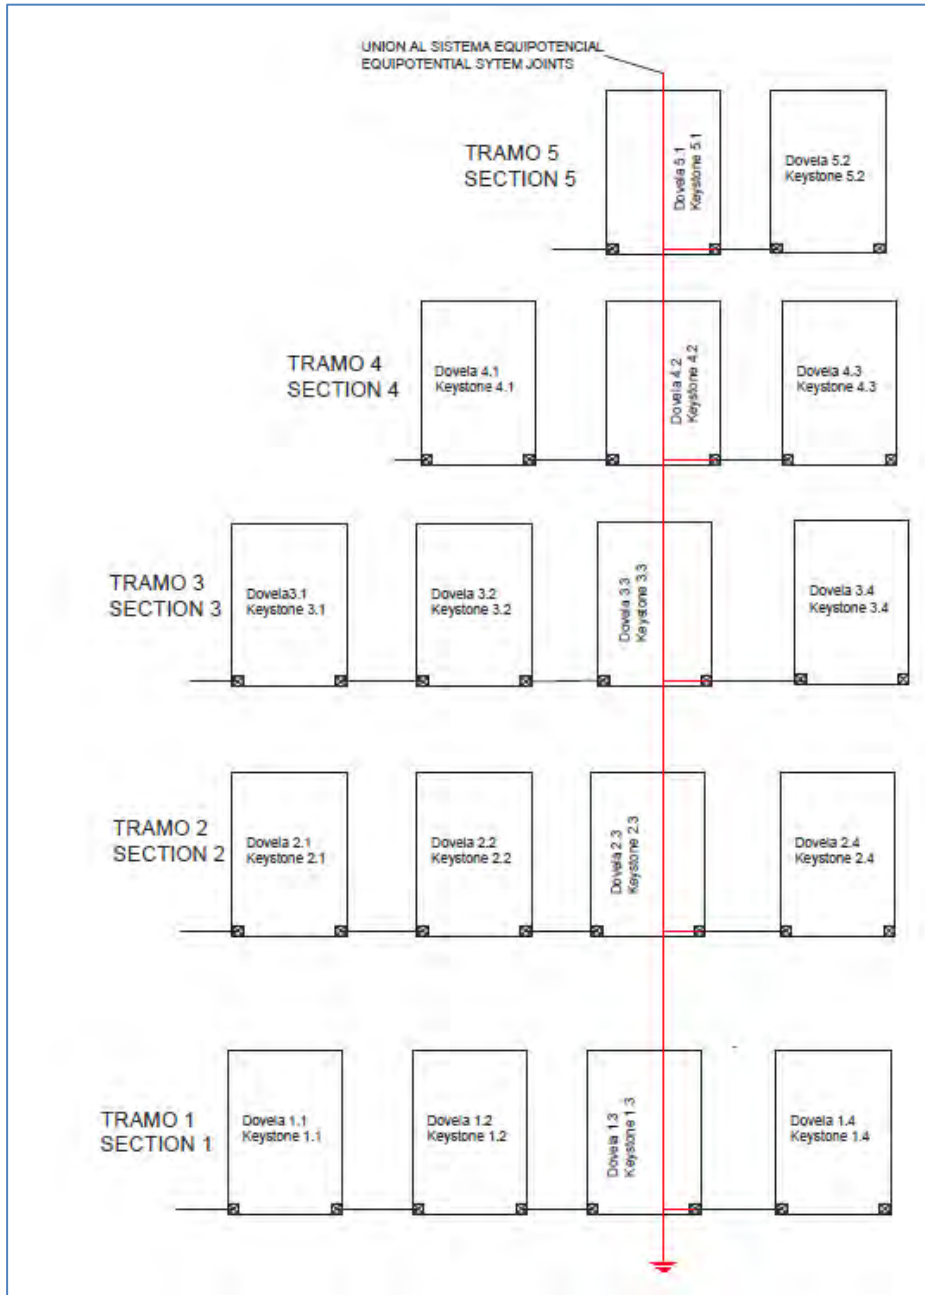 UNION AL SISTEMA EQUIPOTENCIAL
EQUIPOTENTIAL SYTEM JOINTS
TRAMO 5
SECTION 5
Dovela 5.1
Keystone 5.1
Dovela 5.2
Keystone 5.2
TRAMO 4
SECTION 4
Dovela 4.1
Keystone 4.1
Dovela 4.2
Keystone 4.2
Dovela 4.3
Keystone 4.3
TRAMO 3
SECTION 3
Dovela3.1
Keystone 3.1
Dovela 3.2
Keystone 3.2
Dovela 3.3
Keystone 3.3
Dovela 3.4
Keystone 3.4
TRAMO 2
SECTION 2
Dovela 2.1
Keystone 2.1
Dovela 2.2
Keystone 2.2
Dovela 2.3
Keystone 2.3
Dovela 2.4
Keystone 2.4
TRAMO 1
SECTION 1
Dovela 1.1
Keystone 1.1
Dovela 1.2
Keystone 1.2
Dovela 1.3
Keystone 1.3
Dovela 1.4
Keystone 1.4